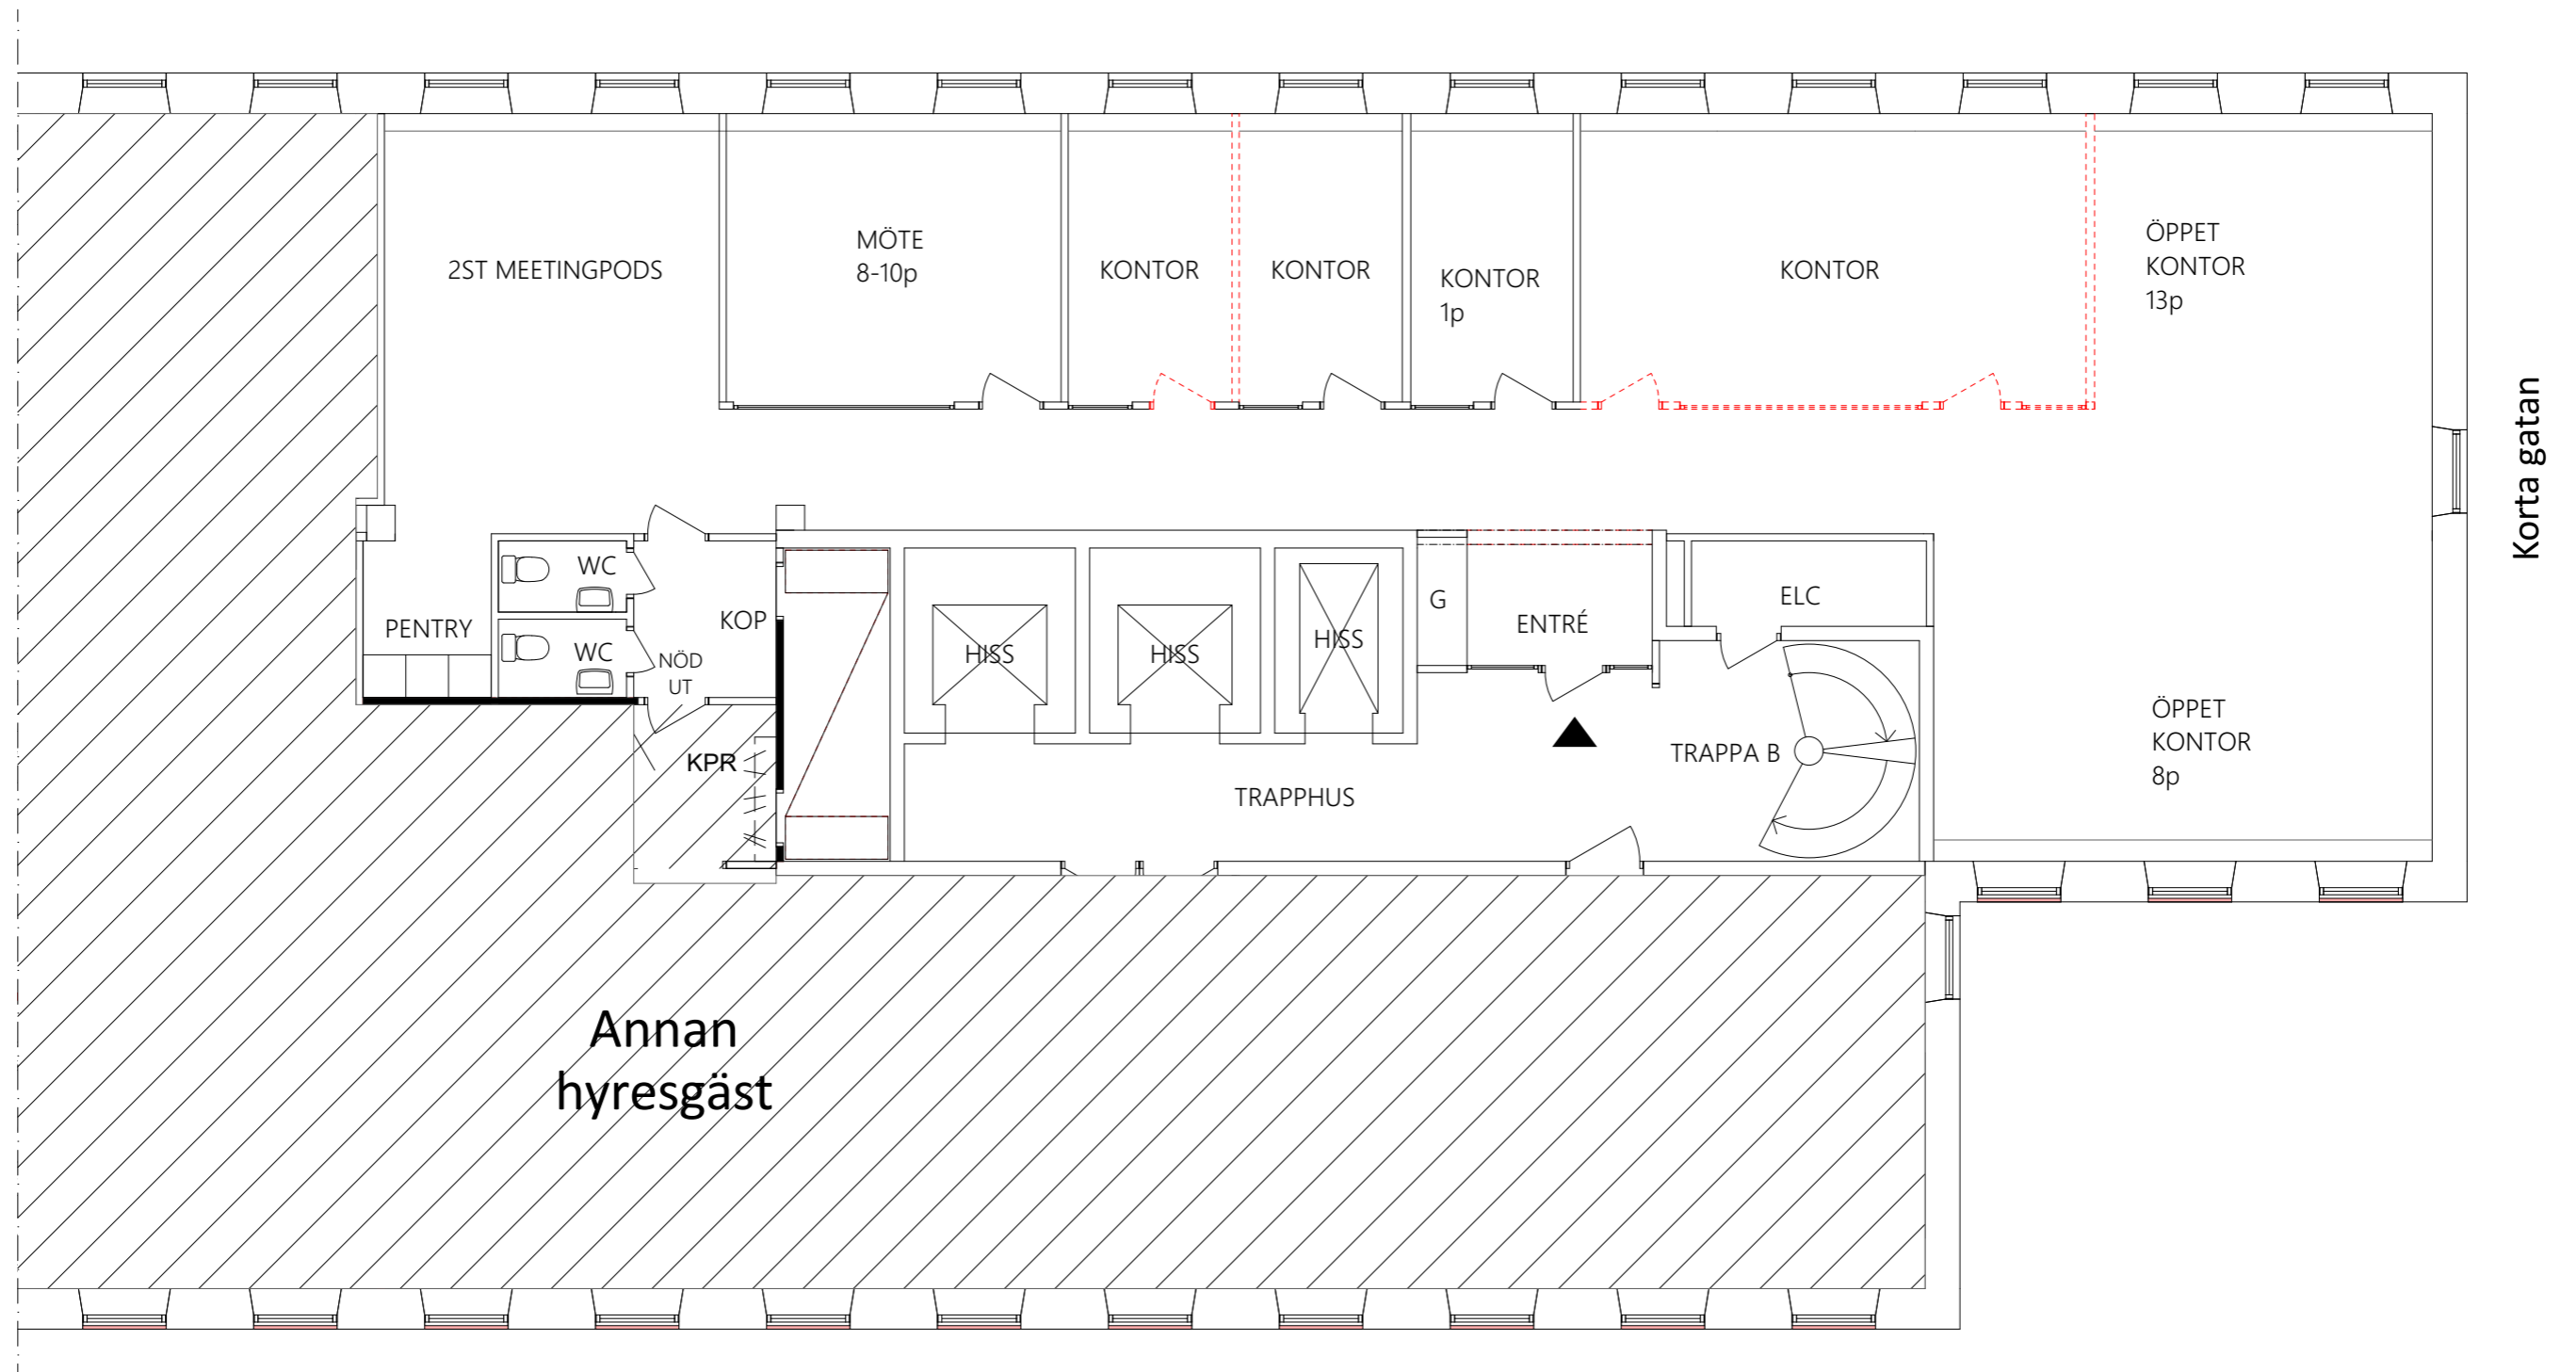 2ST MEETINGPODS
MÖTE
8-10p
KONTOR
KONTOR
KONTOR
1p
KONTOR
ÖPPET
KONTOR
13p
Korta gatan
PENTRY
WC
WC
KOP
NÖD
UT
KPR
HISS
HISS
HISS
G
ENTRÉ
ELC
TRAPPA B
TRAPPHUS
ÖPPET
KONTOR
8p
Annan
hyresgäst